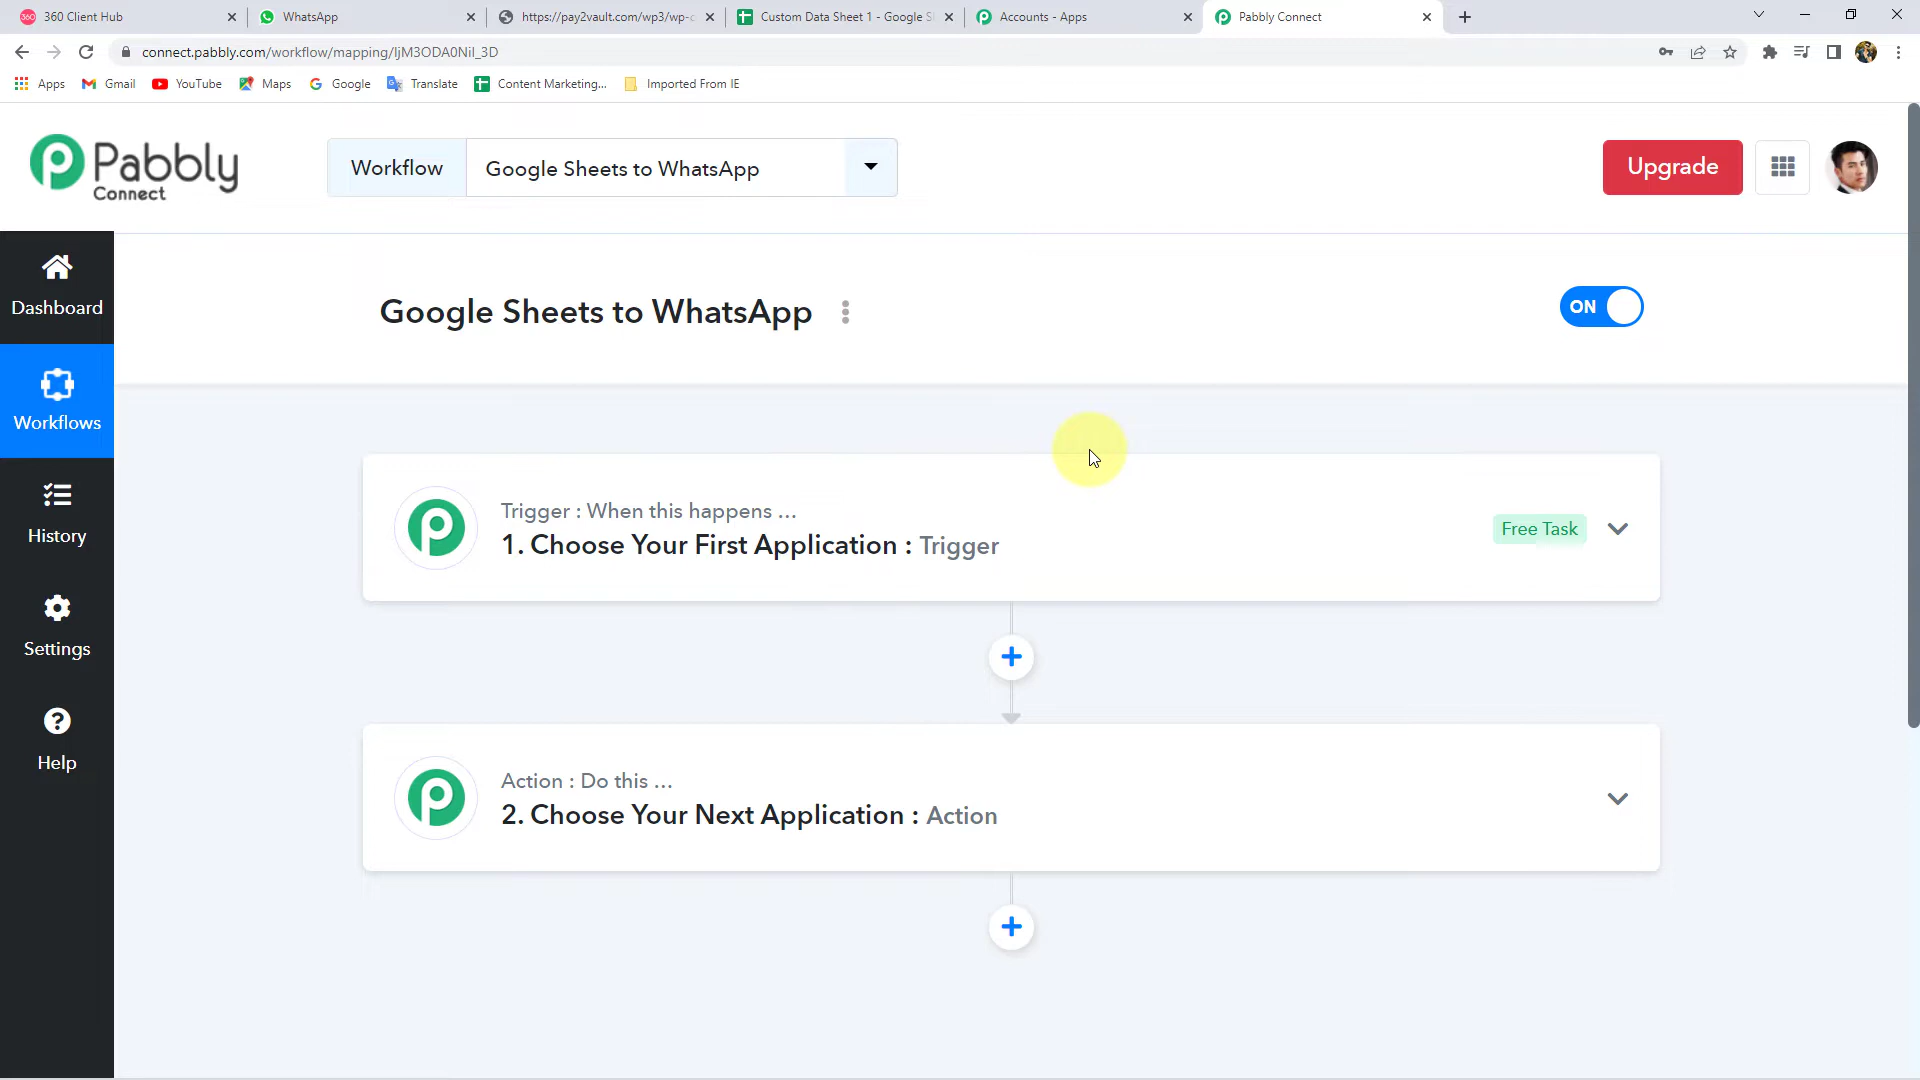 360 Client Hub
WhatsApp
https://pay2vault.com/wp3/wp-c
Custom Data Sheet 1 - Google S
Accounts - Apps
Pabbly Connect
connect.pabbly.com/workflow/mapping/IjM3ODA0NiI_3D
Apps
Gmail
YouTube
Maps
Google
Translate
Content Marketing...
Imported From IE
Pabbly
Connect
Workflow
Google Sheets to WhatsApp
Upgrade
Dashboard
Workflows
History
Settings
Help
Google Sheets to WhatsApp
ON
Trigger : When this happens ...
1. Choose Your First Application : Trigger
Free Task
Action : Do this ...
2. Choose Your Next Application : Action